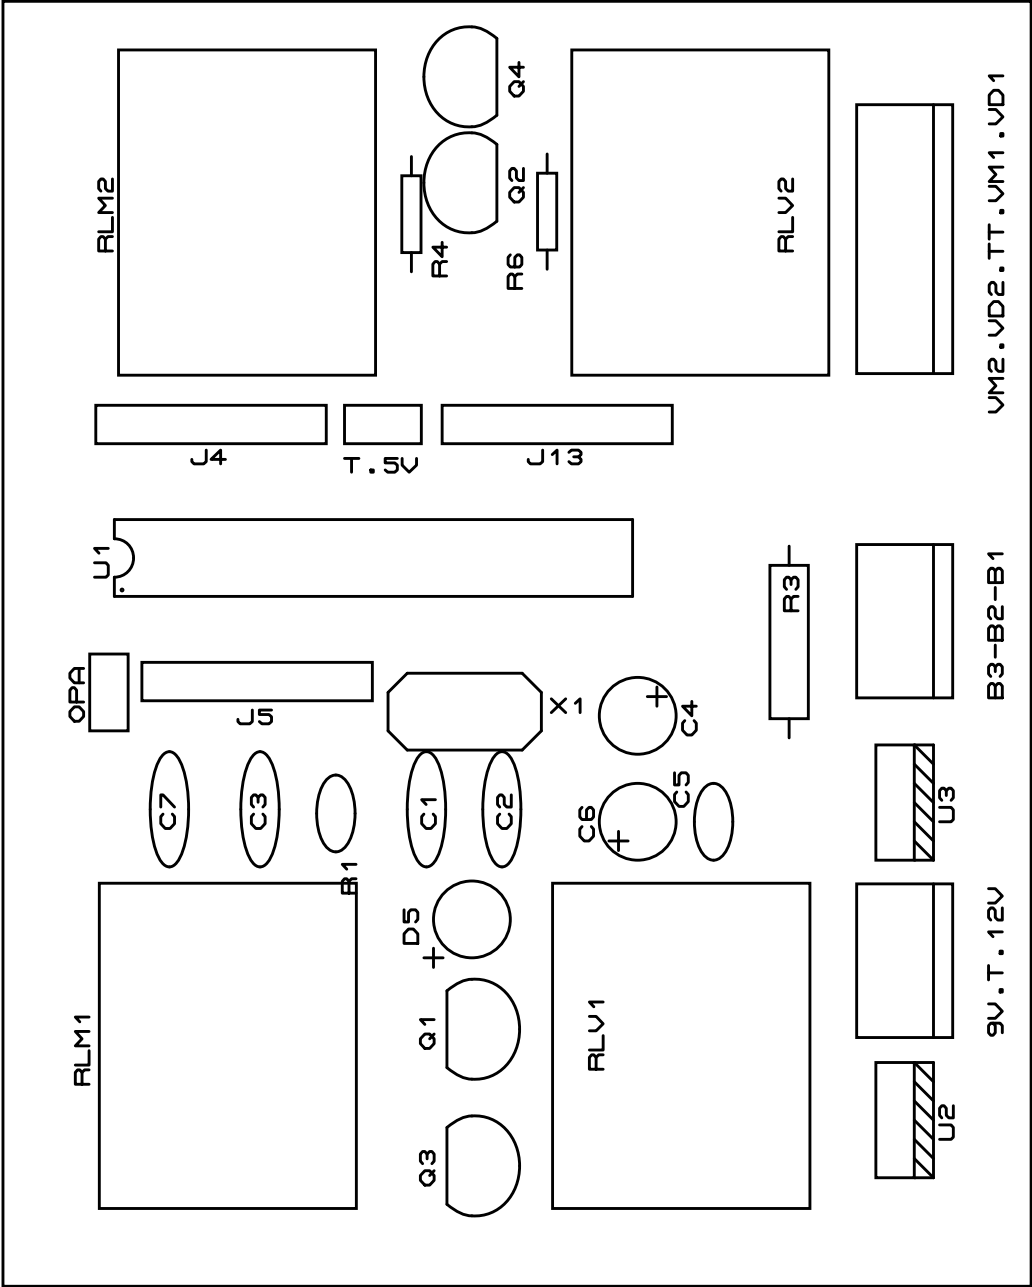 Q4
RLM2
Q2
RLV2
VM2.VD2.TT.VM1.VD1
R4
R6
J4
T.5V
J13
U1
R3
B3-B2-B1
OPA
J5
X1
C4
C7
C3
C1
C2
C6
C5
U3
R1
D5
9V.T.12V
Q1
RLM1
RLV1
U2
Q3